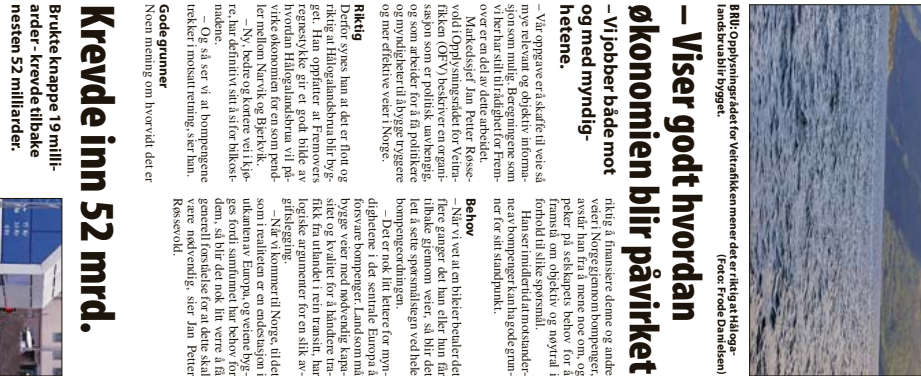 BRU: Opplysningsrådet for Veitrafikken mener det er riktig at Håloga-
landsbrua blir bygget. (Foto: Frode Danielsen)
– Viser godt hvordan
økonomien blir påvirket
– Vi jobber både mot
og med myndig-
hetene.
– Vår oppgave er å skaffe til veie så
mye relevant og objektiv informa-
sjon som mulig. Beregningene som
vi her har stilt til rådighet for Frem-
over er en del av dette arbeidet.
Markedssjef Jan Petter Røsse-
vold i Opplysningsrådet for Veitra-
fikken (OFV) beskriver en organi-
sasjon som er politisk uavhengig,
og som arbeider for å få politikere
og myndigheter til å bygge tryggere
og mer effektive veier i Norge.
Riktig
Derfor synes han at det er flott og
riktig at Hålogalandsbrua blir byg-
get. Han oppfatter at Fremovers
regnestykke gir et godt bilde av
hvordan Hålogalandsbrua vil på-
virke økonomien for en som pend-
ler mellom Narvik og Bjerkvik.
– Ny, bedre og kortere vei i kjø-
re, har definitivt sitt å si for bilkost-
nadene.
– Og så ser vi at bompengene
trekker i motsatt retning, sier han.
Gode grunner
Noen mening om hvorvidt det er
riktig å finansiere denne og andre
veier i Norge gjennom bompenger,
avstår han fra å mene noe om, og
peker på selskapets behov for å
framstå om objektiv og nøytral i
forhold til slike spørsmål.
Han ser imidlertid at motstander-
ne av bompenger kan ha gode grun-
ner for sitt standpunkt.
Behov
– Når vi vet at en bileier betaler det
flere ganger det han eller hun får
tilbake gjennom veier, så blir det
lett å sette spørsmålstegn ved hele
bompengeordningen.
– Det er nok litt lettere for myn-
dighetene i det sentrale Europa å
forsvare bompenger. Land som må
bygge veier med nødvendig kapa-
sitet og kvalitet for å håndtere tra-
fikk fra utlandet i rein transitt, har
logiske argumenter for en slik av-
giftslegging.
– Når vi kommer til Norge, til det
som i realiteten er en endestasjon i
utkanten av Europa, og veiene byg-
ges fordi samfunnet har behov for
dem, så blir det nok litt verre å få
generell forståelse for at dette skal
være nødvendig, sier Jan Petter
Røssevold.
Krevde inn 52 mrd.
Brukte knappe 19 milli-
arder - krevde tilbake
nesten 52 milliarder.